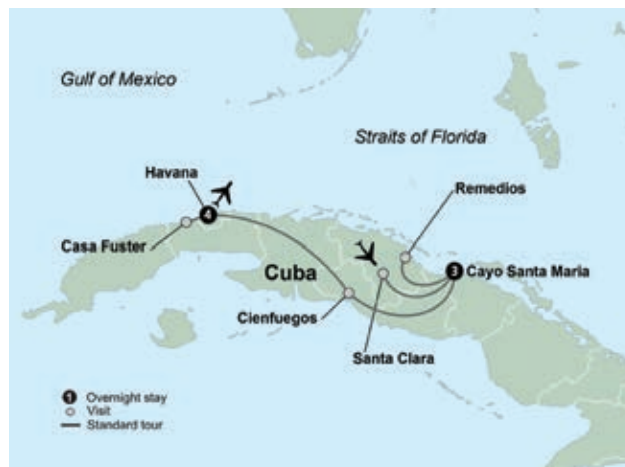 Gulf of Mexico
Straits of Florida
Havana
Remedios
4
Casa Fuster
Cuba
3 Cayo Santa Maria
Cienfuegos
Santa Clara
1 Overnight stay
Visit
Standard tour